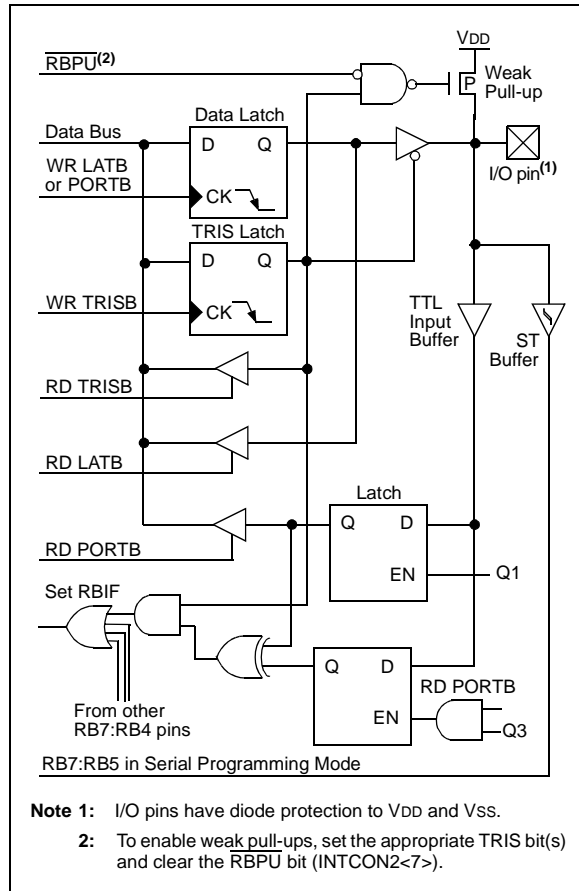 VDD
RBPU(2)
Weak
Pull-up
P
Data Latch
Data Bus
D Q
WR LATB
or PORTB
CK
I/O pin(1)
TRIS Latch
D Q
WR TRISB
CK
TTL
Input
Buffer
ST
Buffer
RD TRISB
RD LATB
Latch
Q D
RD PORTB
EN
Q1
Set RBIF
Q D
RD PORTB
EN
Q3
From other
RB7:RB4 pins
RB7:RB5 in Serial Programming Mode
Note 1: I/O pins have diode protection to VDD and VSS.
2: To enable weak pull-ups, set the appropriate TRIS bit(s)
and clear the RBPU bit (INTCON2<7>).